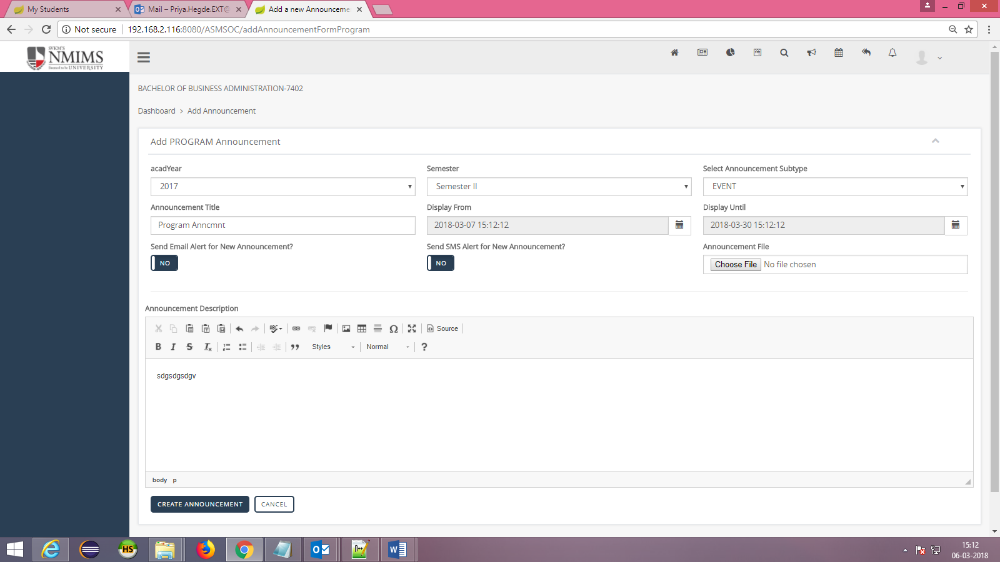 My Students
Mail – Priya.Hegde.EXT@
Add a new Announceme
Not secure
192.168.2.116:8080/ASMSOC/addAnnouncementFormProgram
SVKM'S
NMIMS
Deemed to be UNIVERSITY
BACHELOR OF BUSINESS ADMINISTRATION-7402
Dashboard > Add Announcement
Add PROGRAM Announcement
acadYear
Semester
Select Announcement Subtype
2017
Semester II
EVENT
Announcement Title
Display From
Display Until
Program Anncmnt
2018-03-07 15:12:12
2018-03-30 15:12:12
Send Email Alert for New Announcement?
Send SMS Alert for New Announcement?
Announcement File
NO
NO
Choose File No file chosen
Announcement Description
ABC
Ω
Source
B I S Tx
Styles
Normal
?
sdgsdgsdgv
body p
CREATE ANNOUNCEMENT
CANCEL
HS
15:12
06-03-2018